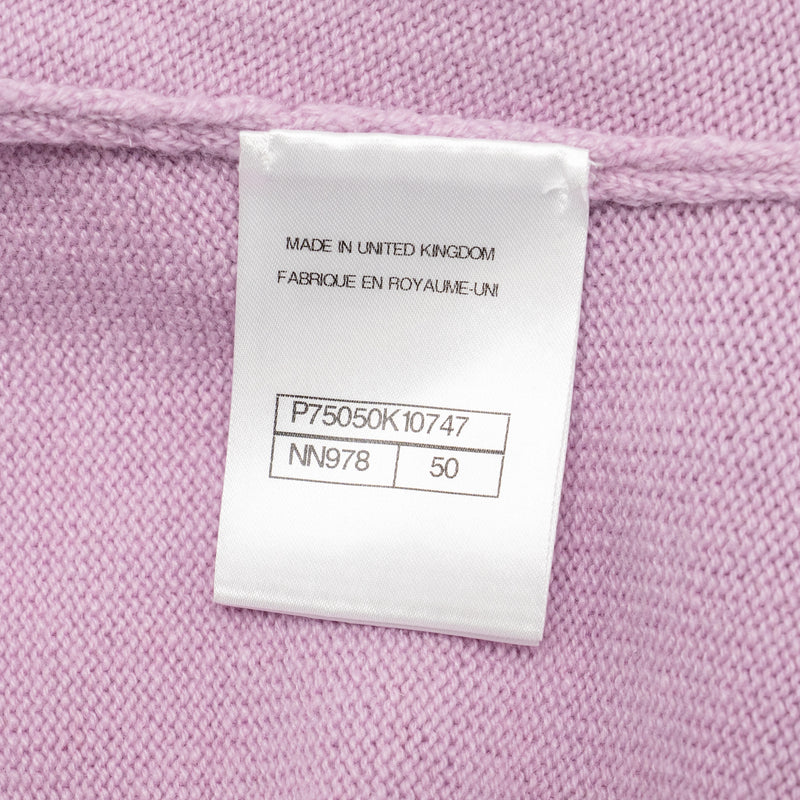 MADE IN UNITED KINGDOM
FABRIQUE EN ROYAUME-UNI
P75050K10747
NN978 50